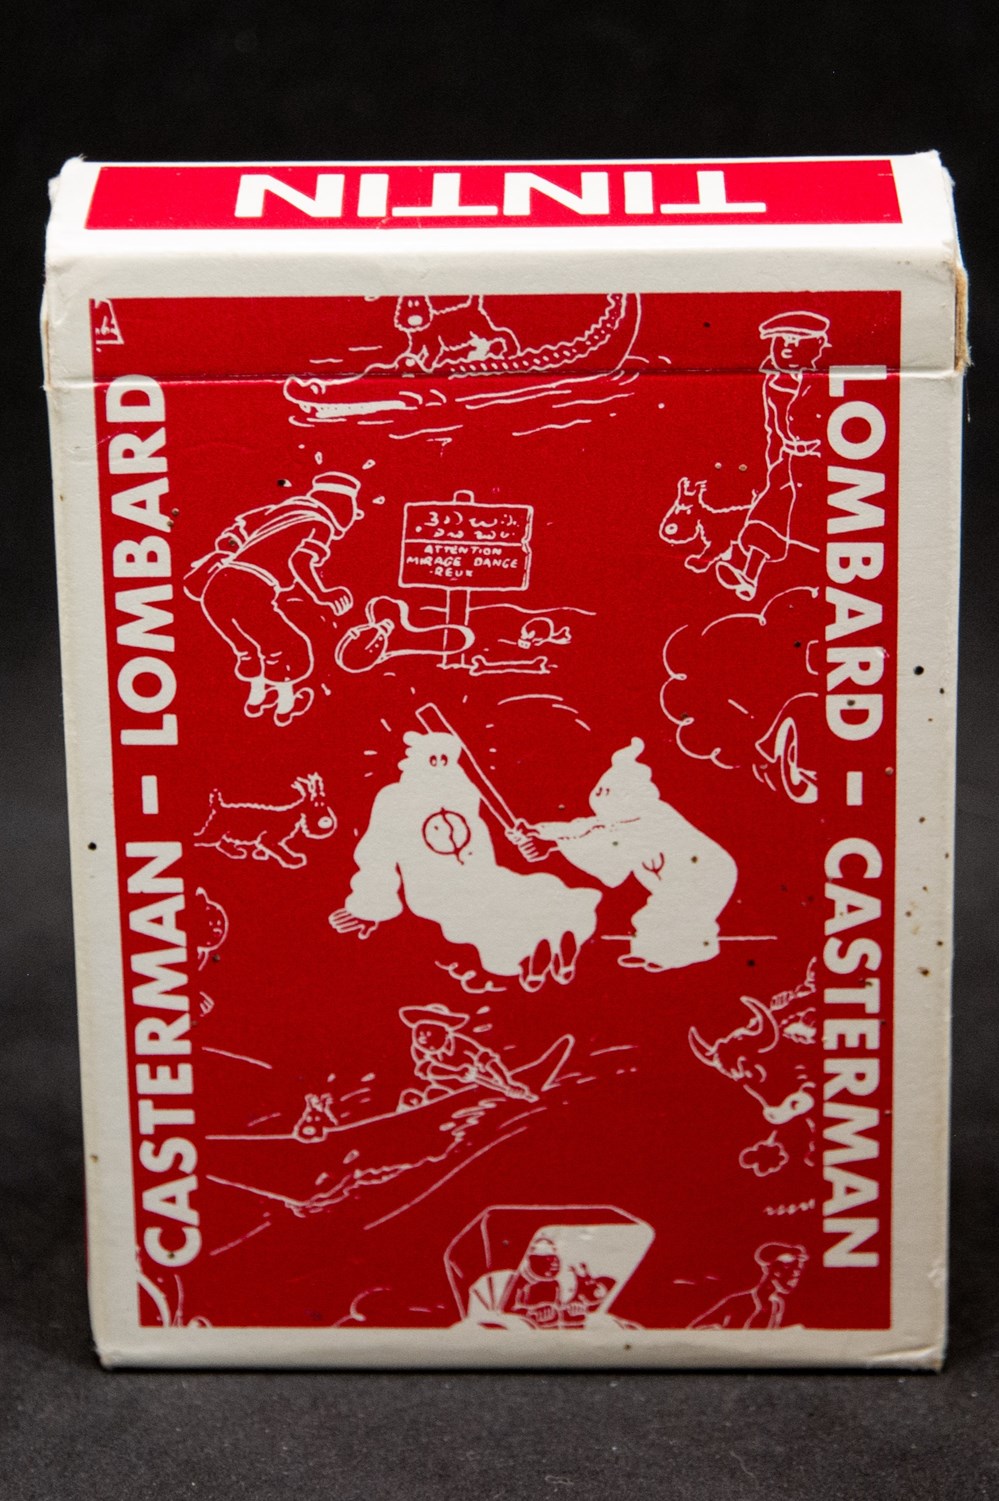 TINTIN
CASTERMAN - LOMBARD
LOMBARD - CASTERMAN
ATTENTION
MIRAGE DANGE
-REUX